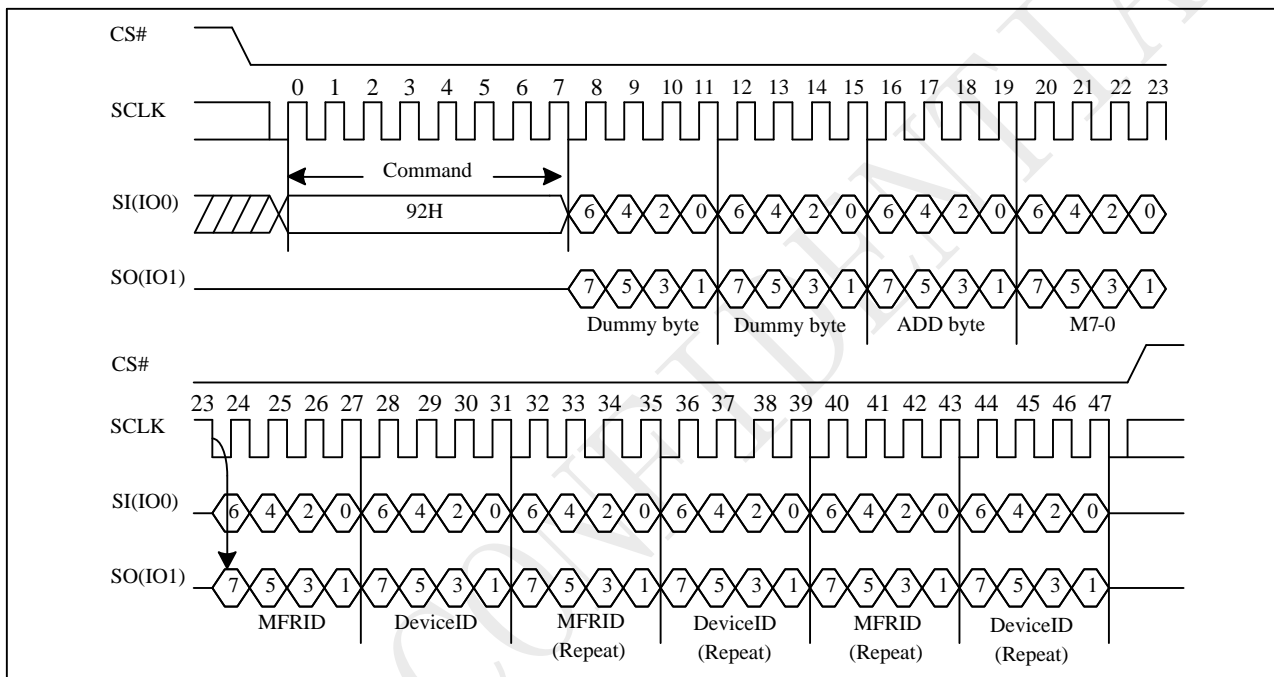 CS#
0 1 2 3 4 5 6 7 8 9 10 11 12 13 14 15 16 17 18 19 20 21 22 23
SCLK
Command
SI(IO0)
92H
6 4 2 0 6 4 2 0 6 4 2 0 6 4 2 0
SO(IO1)
7 5 3 1 7 5 3 1 7 5 3 1 7 5 3 1
Dummy byte Dummy byte ADD byte M7-0
CS#
23 24 25 26 27 28 29 30 31 32 33 34 35 36 37 38 39 40 41 42 43 44 45 46 47
SCLK
SI(IO0)
6 4 2 0 6 4 2 0 6 4 2 0 6 4 2 0 6 4 2 0 6 4 2 0
SO(IO1)
7 5 3 1 7 5 3 1 7 5 3 1 7 5 3 1 7 5 3 1 7 5 3 1
MFRID DeviceID MFRID DeviceID MFRID DeviceID
(Repeat) (Repeat) (Repeat) (Repeat)
CONFIDENTIA